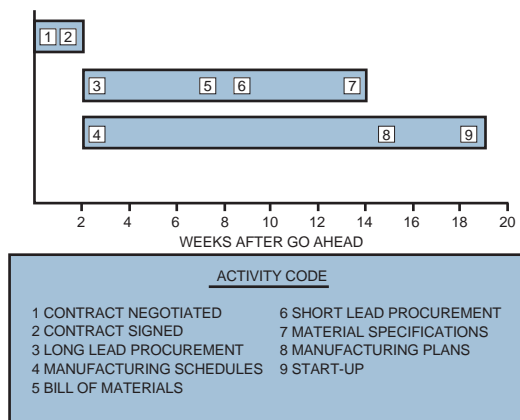 1 2
3 5 6 7
4 8 9
2 4 6 8 10 12 14 16 18 20
WEEKS AFTER GO AHEAD
ACTIVITY CODE
1 CONTRACT NEGOTIATED
2 CONTRACT SIGNED
3 LONG LEAD PROCUREMENT
4 MANUFACTURING SCHEDULES
5 BILL OF MATERIALS
6 SHORT LEAD PROCUREMENT
7 MATERIAL SPECIFICATIONS
8 MANUFACTURING PLANS
9 START-UP